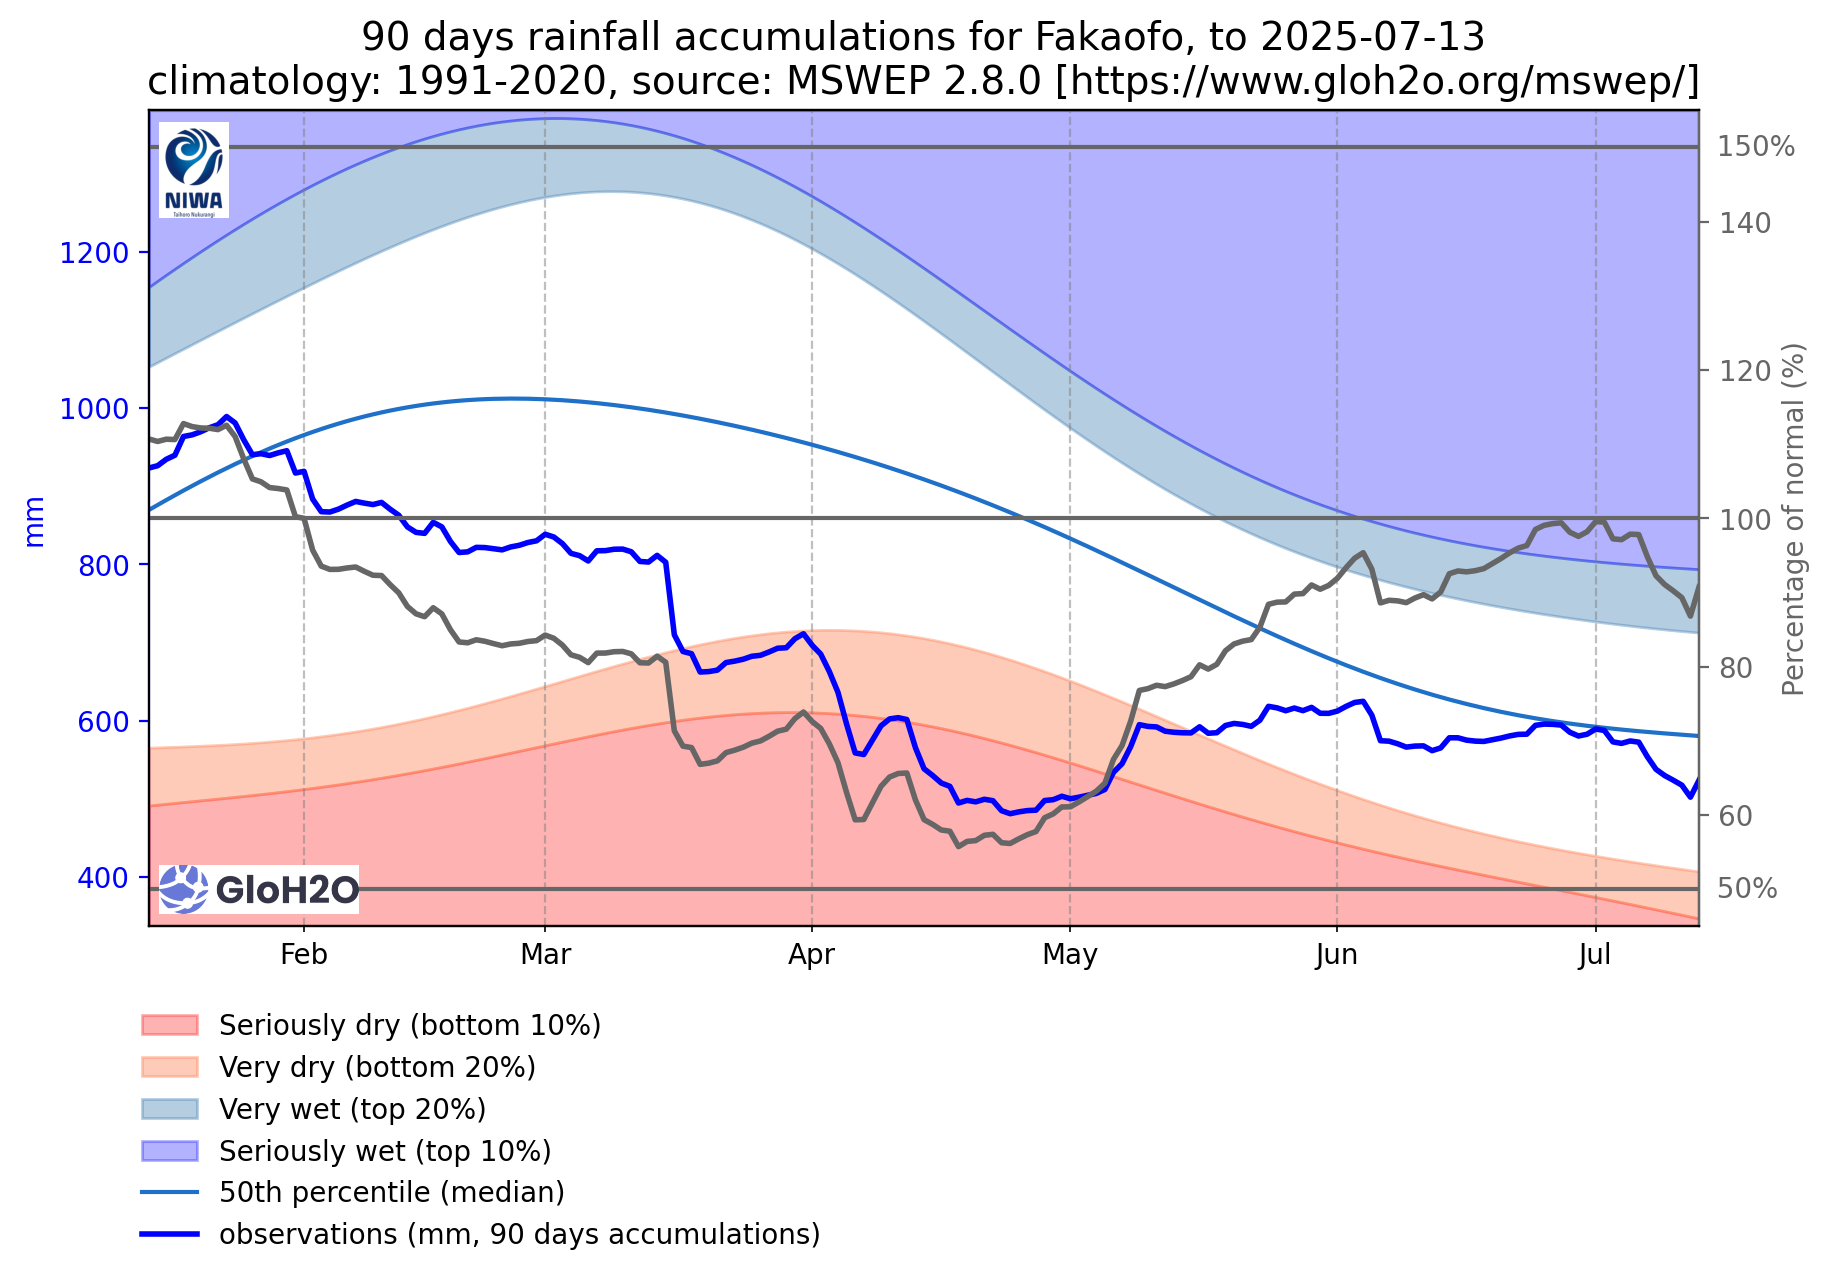 90 days rainfall accumulations for Fakaofo, to 2025-07-13
climatology: 1991-2020, source: MSWEP 2.8.0 [https://www.gloh2o.org/mswep/]
NIWA
Taihoro Nukurangi
1200
1000
800
600
400
mm
150%
140
120
100
80
60
50%
Percentage of normal (%)
GloH2O
Feb
Mar
Apr
May
Jun
Jul
Seriously dry (bottom 10%)
Very dry (bottom 20%)
Very wet (top 20%)
Seriously wet (top 10%)
50th percentile (median)
observations (mm, 90 days accumulations)